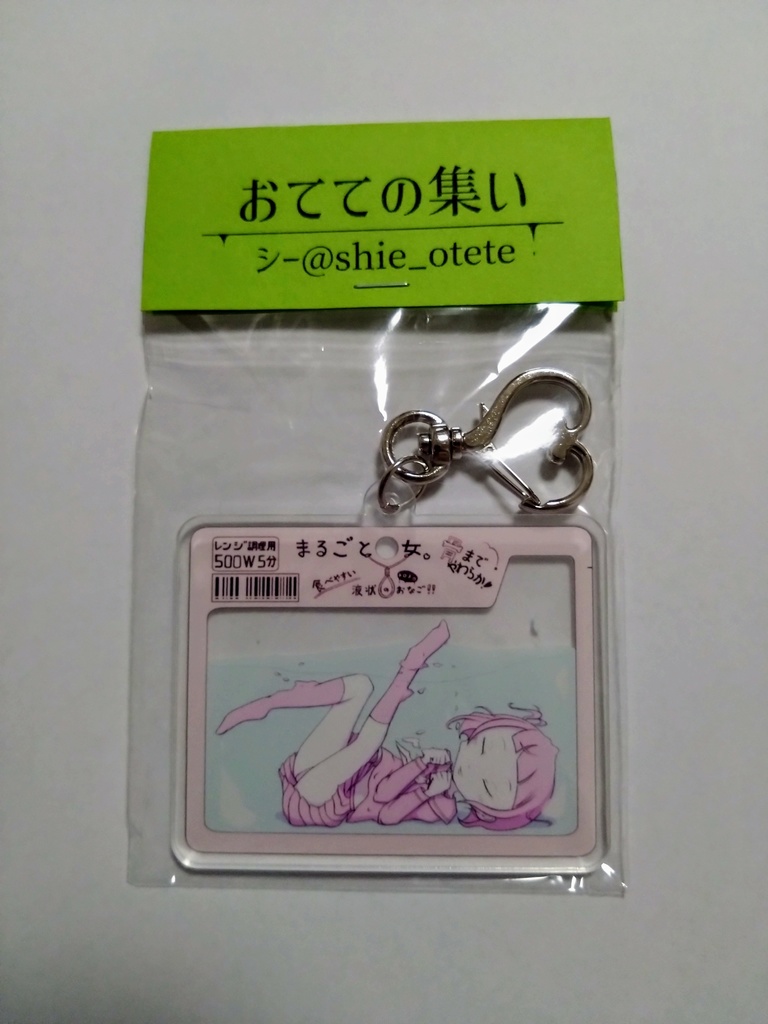 おてての集い
シー@shie_otete
レンジ調理用
500W5分
まるごと女。
骨まで
やわらか
食べやすい
液状
おなご!!